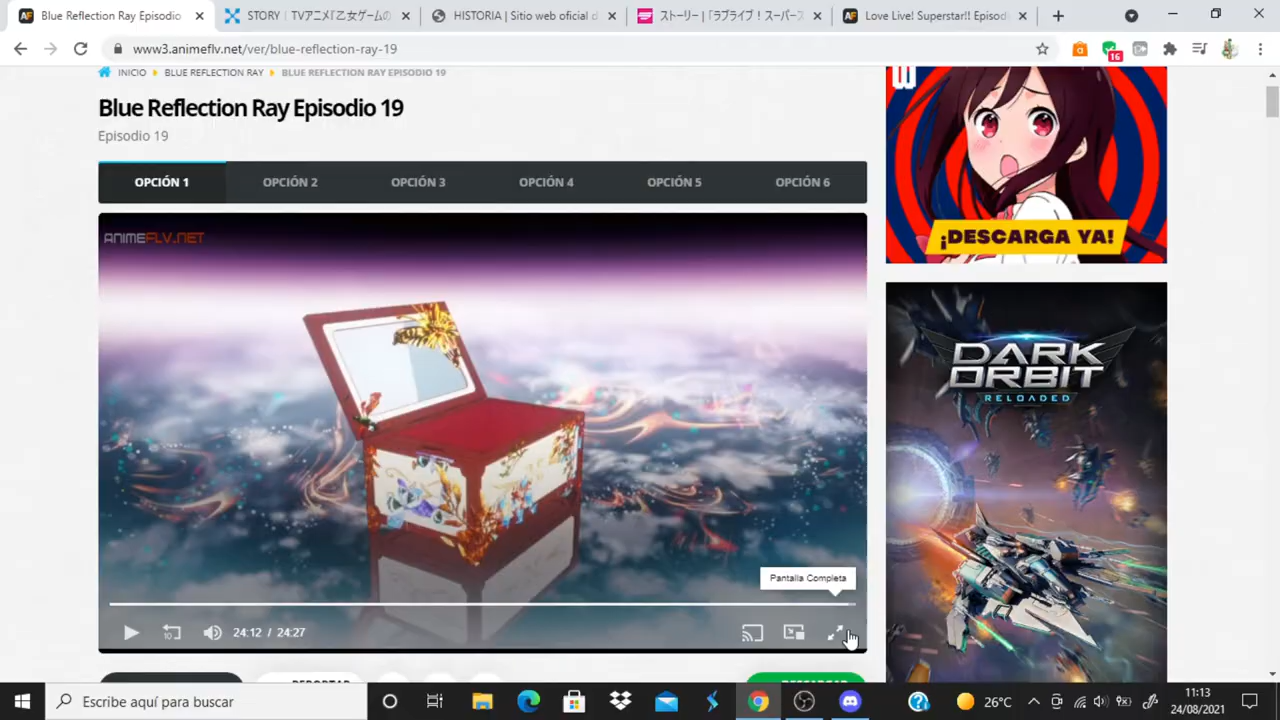 Blue Reflection Ray Episodio
STORY | TVアニメ『乙女ゲームの
HISTORIA | Sitio web oficial d
ストーリー | 「ラブライブ！スーパース
Love Live! Superstar!! Episod
www3.animeflv.net/ver/blue-reflection-ray-19
16
INICIO
BLUE REFLECTION RAY
BLUE REFLECTION RAY EPISODIO 19
Blue Reflection Ray Episodio 19
Episodio 19
OPCIÓN 1
OPCIÓN 2
OPCIÓN 3
OPCIÓN 4
OPCIÓN 5
OPCIÓN 6
ANIMEFLV.NET
¡DESCARGA YA!
DARK
ORBIT
RELOADED
Pantalla Completa
10
24:12 / 24:27
REPORTAR
DESCARGAR
Escribe aquí para buscar
26°C
11:13
24/08/2021